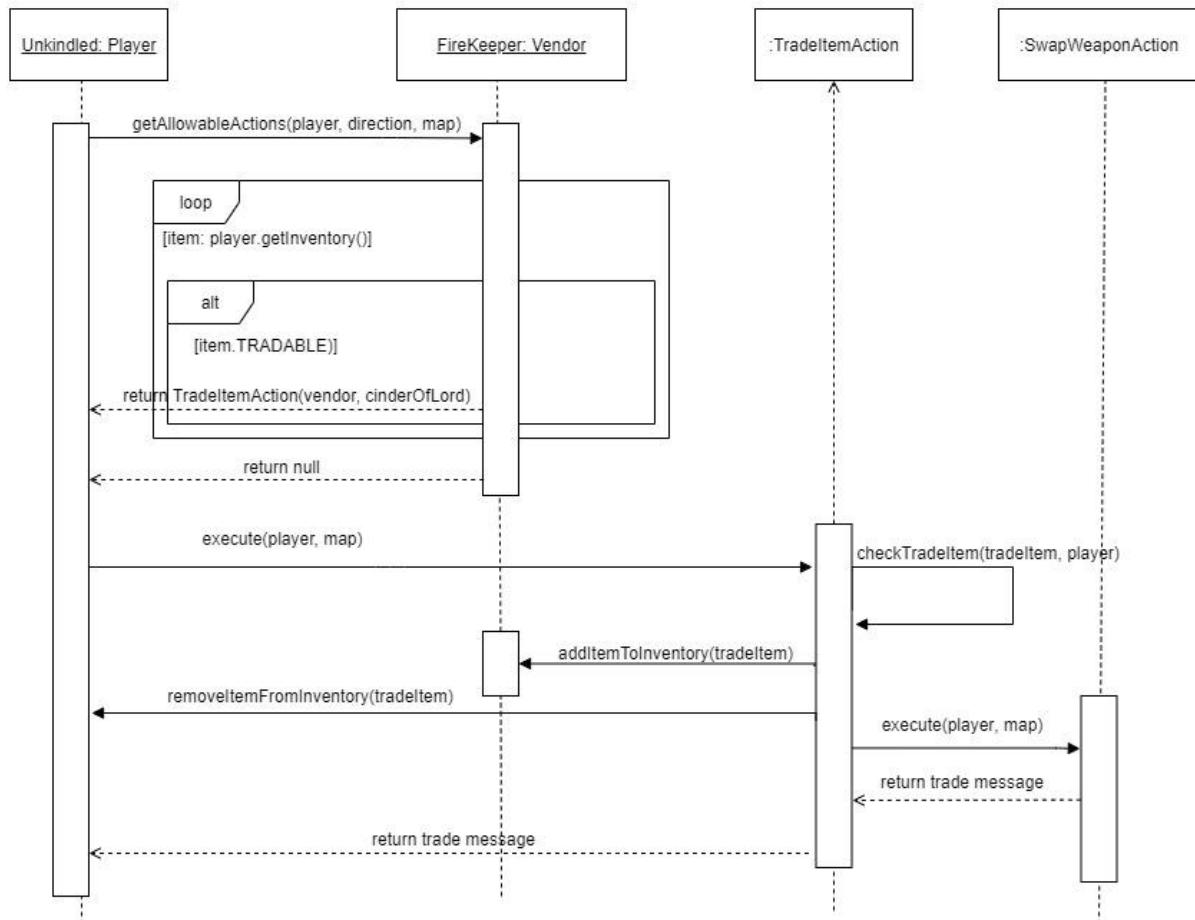 Unkindled: Player
FireKeeper: Vendor
:TradeItemAction
:SwapWeaponAction
getAllowableActions(player, direction, map)
loop
[item: player.getInventory()]
alt
[item.TRADABLE)]
return TradeItemAction(vendor, cinderOfLord)
return null
execute(player, map)
checkTradeItem(tradeItem, player)
addItemToInventory(tradeItem)
removeItemFromInventory(tradeItem)
execute(player, map)
return trade message
return trade message